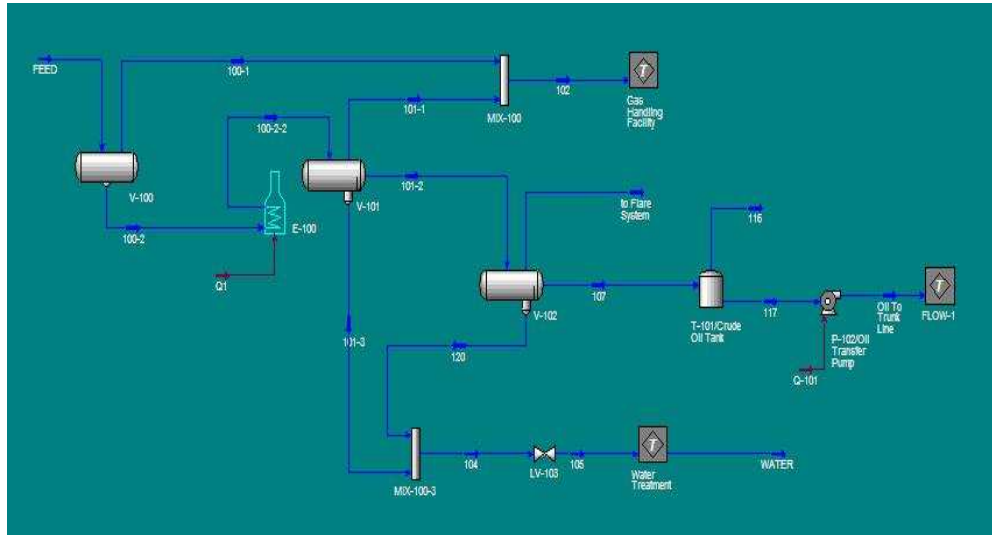 FEED
100-1
MIX-100
102
Gas
Handling
Facility
101-1
100-2-2
V-100
100-2
E-100
Q1
V-101
101-2
101-3
to Flare
System
116
V-102
107
T-101/Crude
Oil Tank
117
P-102/Oil
Transfer
Pump
Q-101
Oil To
Trunk
Line
FLOW-1
120
MIX-100-3
104
LV-103
105
Water
Treatment
WATER
T
T
T